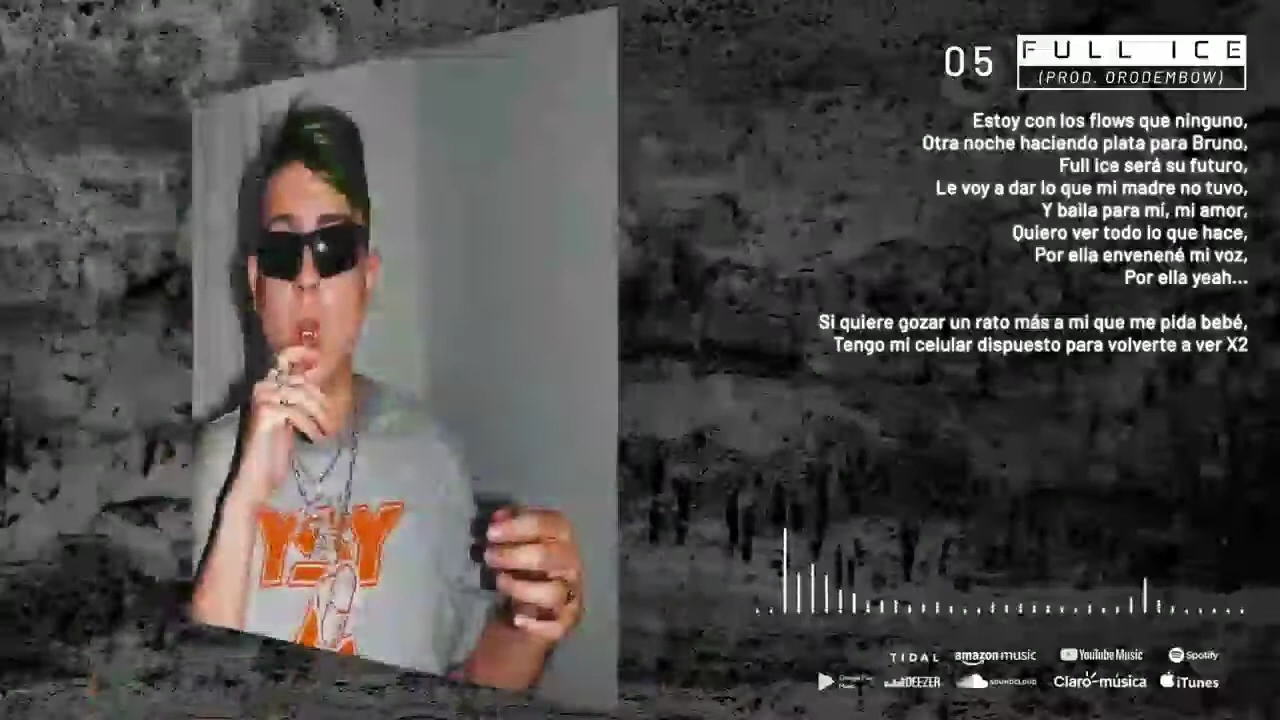 05
FULL ICE
(PROD. ORODEMBOW)
Estoy con los flows que ninguno,
Otra noche haciendo plata para Bruno,
Full ice será su futuro,
Le voy a dar lo que mi madre no tuvo,
Y baila para mí, mi amor,
Quiero ver todo lo que hace,
Por ella envenené mi voz,
Por ella yeah...
Si quiere gozar un rato más a mi que me pida bebé,
Tengo mi celular dispuesto para volverte a ver X2
TIDAL amazon music YouTube Music Spotify
Google Play Music DEEZER SOUNDCLOUD Claro música iTunes